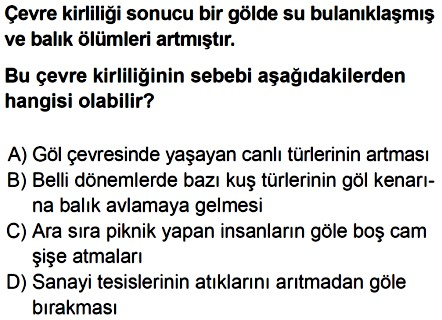 Çevre kirliliği sonucu bir gölde su bulanıklaşmış
ve balık ölümleri artmıştır.
Bu çevre kirliliğinin sebebi aşağıdakilerden
hangisi olabilir?
A) Göl çevresinde yaşayan canlı türlerinin artması
B) Belli dönemlerde bazı kuş türlerinin göl kenarı-
na balık avlamaya gelmesi
C) Ara sıra piknik yapan insanların göle boş cam
şişe atmaları
D) Sanayi tesislerinin atıklarını arıtmadan göle
bırakması